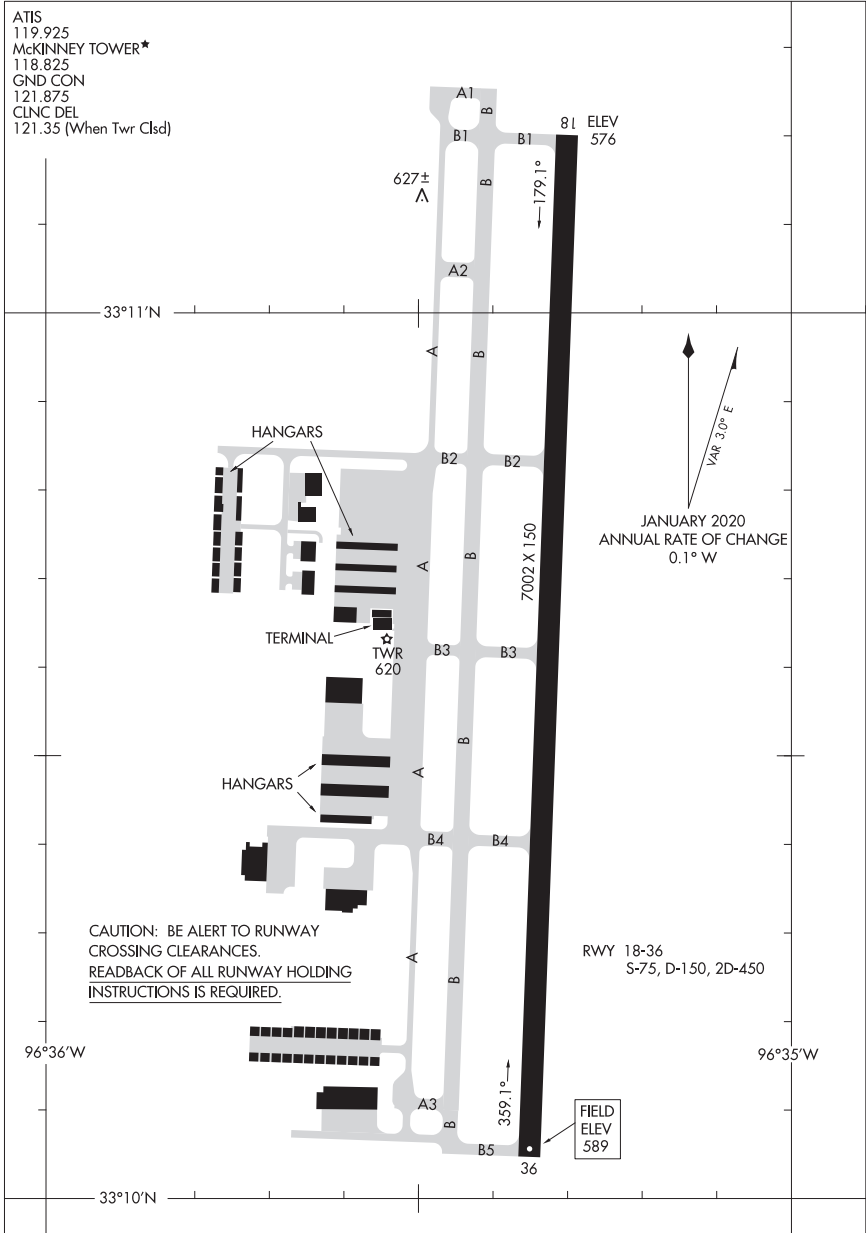 ATIS
119.925
McKINNEY TOWER★
118.825
GND CON
121.875
CLNC DEL
121.35 (When Twr Clsd)
A1
B
B1
B1
18
ELEV
576
627±
B
179.1°
A2
33°11'N
A
B
VAR 3.0° E
HANGARS
B2
B2
JANUARY 2020
ANNUAL RATE OF CHANGE
0.1° W
A
B
7002 X 150
TERMINAL
TWR
620
B3
B3
B
A
HANGARS
B4
B4
CAUTION: BE ALERT TO RUNWAY
CROSSING CLEARANCES.
READBACK OF ALL RUNWAY HOLDING
INSTRUCTIONS IS REQUIRED.
A
B
RWY 18-36
S-75, D-150, 2D-450
96°36'W
96°35'W
359.1°
A3
B
FIELD
ELEV
589
B5
36
33°10'N